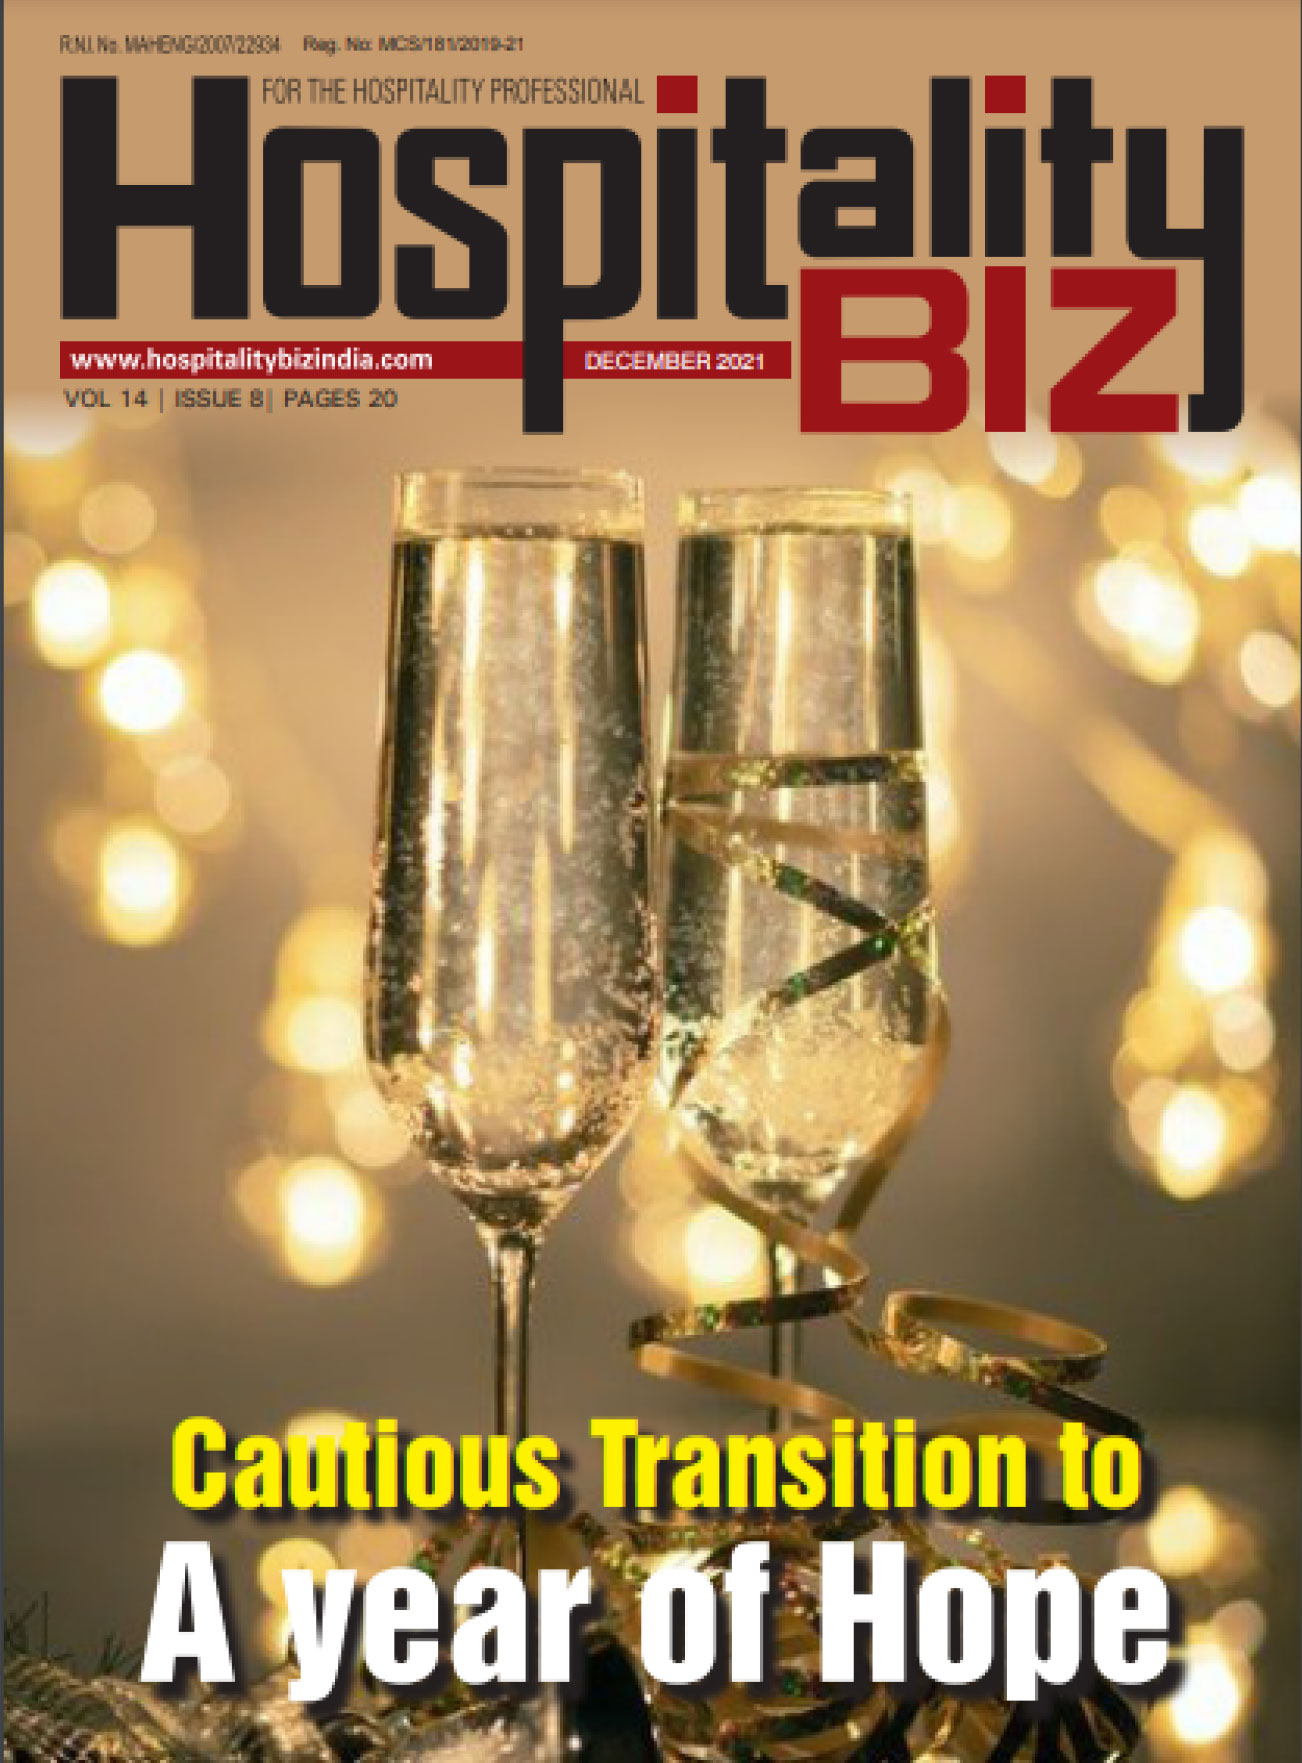 R.N.I. No. MAHENG/2007/22934 Reg. No: MCS/181/2019-21
FOR THE HOSPITALITY PROFESSIONAL
Hospitality
BIZ
www.hospitalitybizindia.com DECEMBER 2021
VOL 14 | ISSUE 8| PAGES 20
Cautious Transition to
A year of Hope